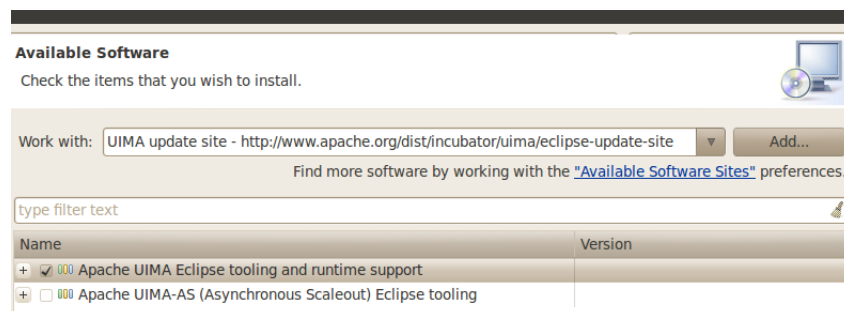 Available Software
Check the items that you wish to install.
Work with: UIMA update site - http://www.apache.org/dist/incubator/uima/eclipse-update-site Add...
Find more software by working with the "Available Software Sites" preferences.
type filter text
Name Version
Apache UIMA Eclipse tooling and runtime support
Apache UIMA-AS (Asynchronous Scaleout) Eclipse tooling